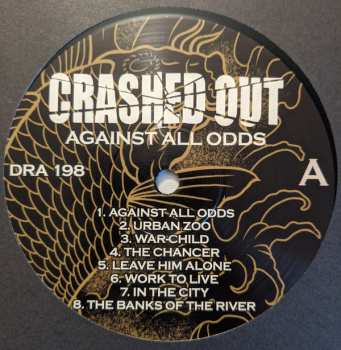 CRASHED OUT
AGAINST ALL ODDS
DRA 198
A
1. AGAINST ALL ODDS
2. URBAN ZOO
3. WAR-CHILD
4. THE CHANCER
5. LEAVE HIM ALONE
6. WORK TO LIVE
7. IN THE CITY
8. THE BANKS OF THE RIVER